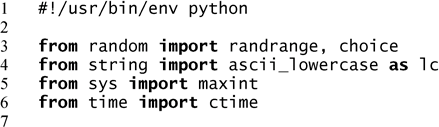 1 #!/usr/bin/env python
2
3 from random import randrange, choice
4 from string import ascii_lowercase as lc
5 from sys import maxint
6 from time import ctime
7